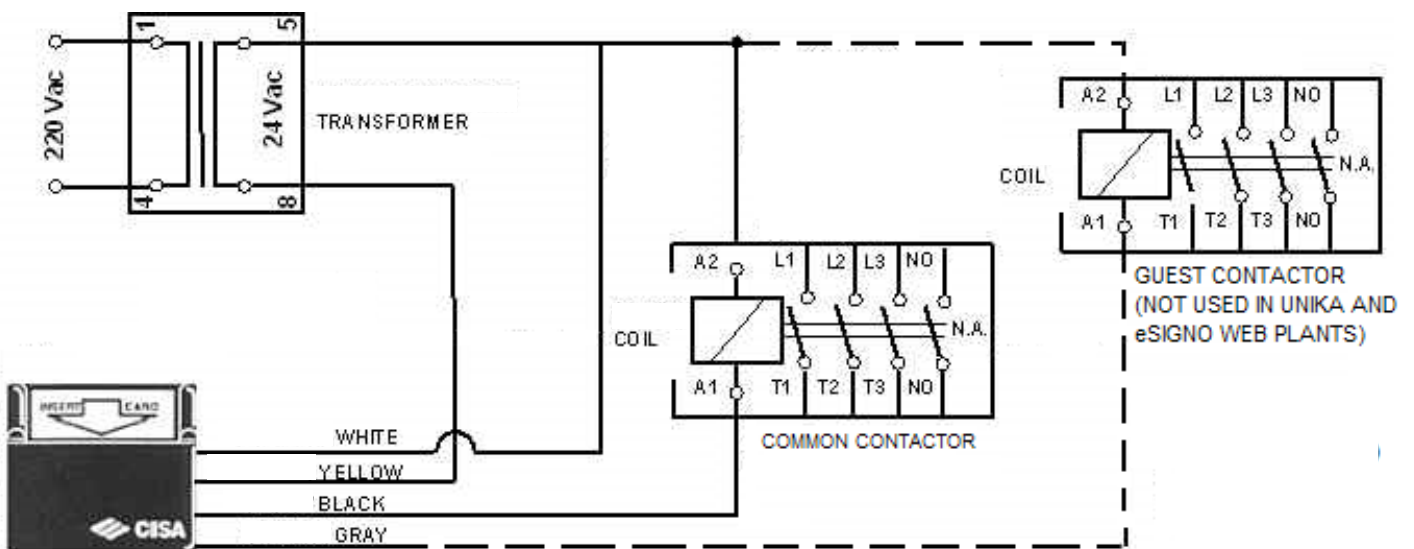 1 5
220 Vac
24 Vac
4 8
TRANSFORMER
A2 L1 L2 L3 NO
COIL
N.A.
A1 T1 T2 T3 NO
GUEST CONTACTOR
(NOT USED IN UNIKA AND
eSIGNO WEB PLANTS)
A2 L1 L2 L3 NO
COIL
N.A.
A1 T1 T2 T3 NO
COMMON CONTACTOR
INSERT CARD
CISA
WHITE
YELLOW
BLACK
GRAY